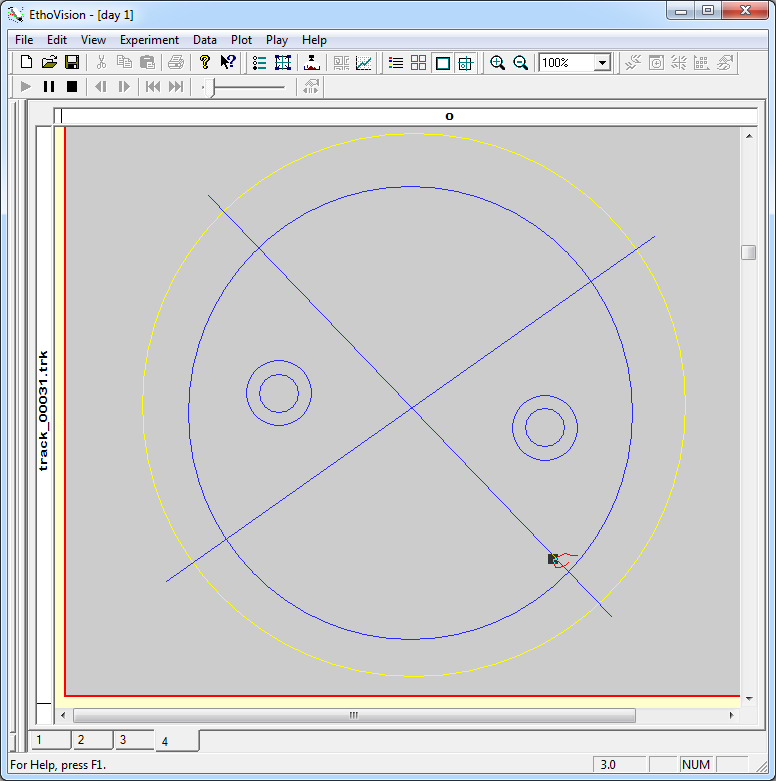 EthoVision - [day 1]
File Edit View Experiment Data Plot Play Help
100%
o
track_00031.trk
1 2 3 4
For Help, press F1. 3.0 NUM